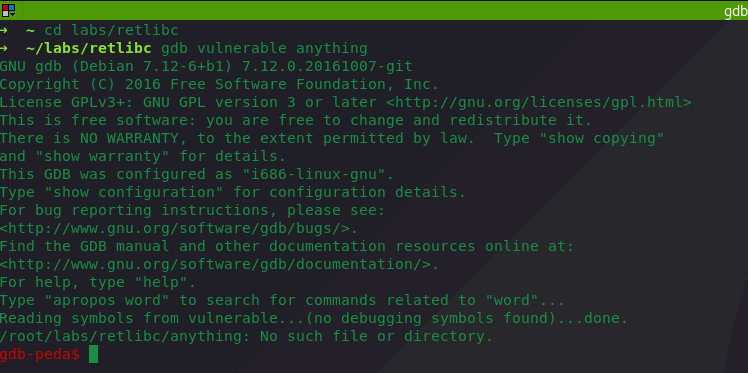 gdb
➜ ~ cd labs/retlibc
➜ ~/labs/retlibc gdb vulnerable anything
GNU gdb (Debian 7.12-6+b1) 7.12.0.20161007-git
Copyright (C) 2016 Free Software Foundation, Inc.
License GPLv3+: GNU GPL version 3 or later <http://gnu.org/licenses/gpl.html>
This is free software: you are free to change and redistribute it.
There is NO WARRANTY, to the extent permitted by law.  Type "show copying"
and "show warranty" for details.
This GDB was configured as "i686-linux-gnu".
Type "show configuration" for configuration details.
For bug reporting instructions, please see:
<http://www.gnu.org/software/gdb/bugs/>.
Find the GDB manual and other documentation resources online at:
<http://www.gnu.org/software/gdb/documentation/>.
For help, type "help".
Type "apropos word" to search for commands related to "word"...
Reading symbols from vulnerable...(no debugging symbols found)...done.
/root/labs/retlibc/anything: No such file or directory.
gdb-peda$